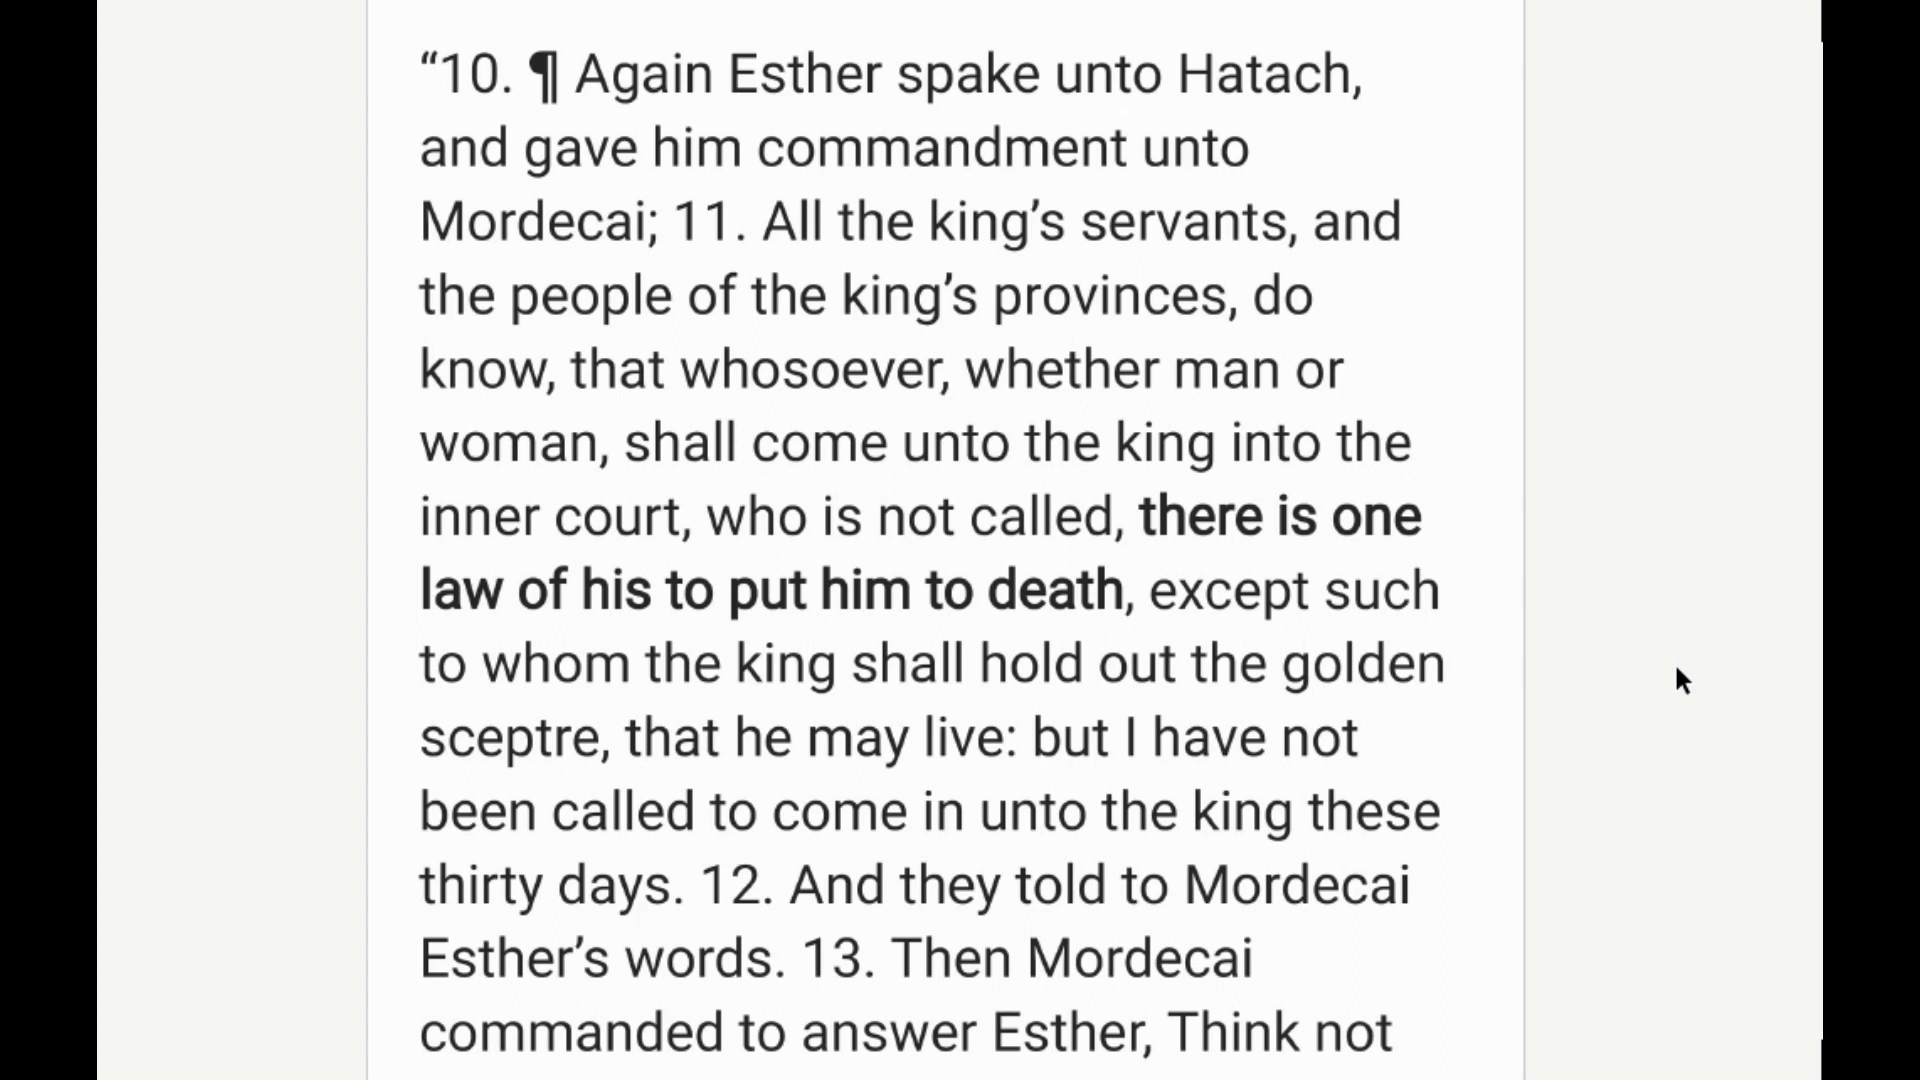 “10. ¶ Again Esther spake unto Hatach,
and gave him commandment unto
Mordecai; 11. All the king’s servants, and
the people of the king’s provinces, do
know, that whosoever, whether man or
woman, shall come unto the king into the
inner court, who is not called, there is one
law of his to put him to death, except such
to whom the king shall hold out the golden
sceptre, that he may live: but I have not
been called to come in unto the king these
thirty days. 12. And they told to Mordecai
Esther’s words. 13. Then Mordecai
commanded to answer Esther, Think not